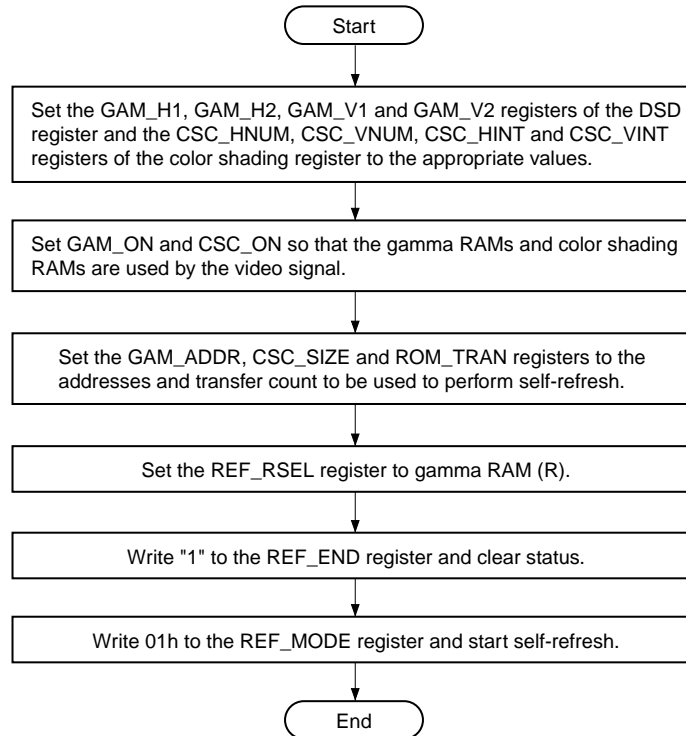 Start
Set the GAM_H1, GAM_H2, GAM_V1 and GAM_V2 registers of the DSD
register and the CSC_HNUM, CSC_VNUM, CSC_HINT and CSC_VINT
registers of the color shading register to the appropriate values.
Set GAM_ON and CSC_ON so that the gamma RAMs and color shading
RAMs are used by the video signal.
Set the GAM_ADDR, CSC_SIZE and ROM_TRAN registers to the
addresses and transfer count to be used to perform self-refresh.
Set the REF_RSEL register to gamma RAM (R).
Write "1" to the REF_END register and clear status.
Write 01h to the REF_MODE register and start self-refresh.
End